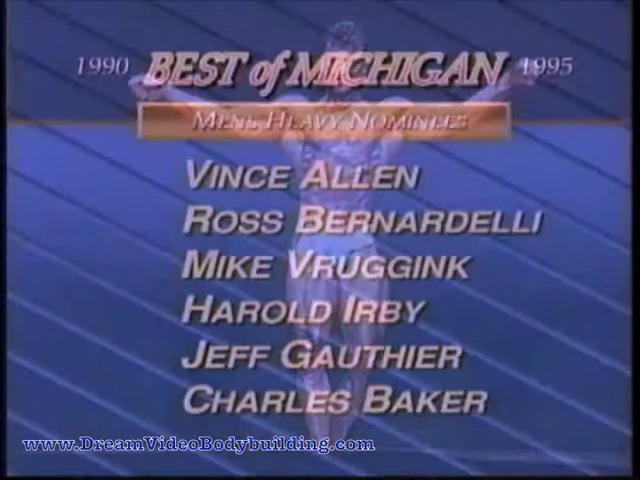 1990 BEST of MICHIGAN 1995
MEN'S HEAVY NOMINEES
VINCE ALLEN
ROSS BERNARDELLI
MIKE VRUGGINK
HAROLD IRBY
JEFF GAUTHIER
CHARLES BAKER
www.DreamVideoBodybuilding.com